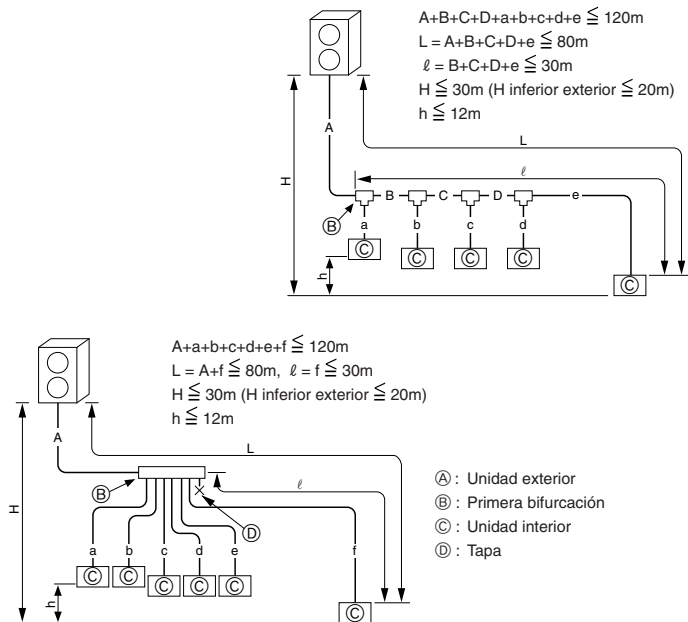 A+B+C+D+a+b+c+d+e ≦ 120m
L = A+B+C+D+e ≦ 80m
ℓ = B+C+D+e ≦ 30m
H ≦ 30m (H inferior exterior ≦ 20m)
h ≦ 12m
A
L
H
ℓ
B C D e
Ⓑ
a b c d
Ⓒ
Ⓒ Ⓒ Ⓒ
h
Ⓒ
A+a+b+c+d+e+f ≦ 120m
L = A+f ≦ 80m, ℓ = f ≦ 30m
H ≦ 30m (H inferior exterior ≦ 20m)
h ≦ 12m
A
L
H
Ⓑ
ℓ
Ⓓ
a b c d e f
Ⓒ Ⓒ Ⓒ Ⓒ Ⓒ
h
Ⓒ
Ⓐ : Unidad exterior
Ⓑ : Primera bifurcación
Ⓒ : Unidad interior
Ⓓ : Tapa